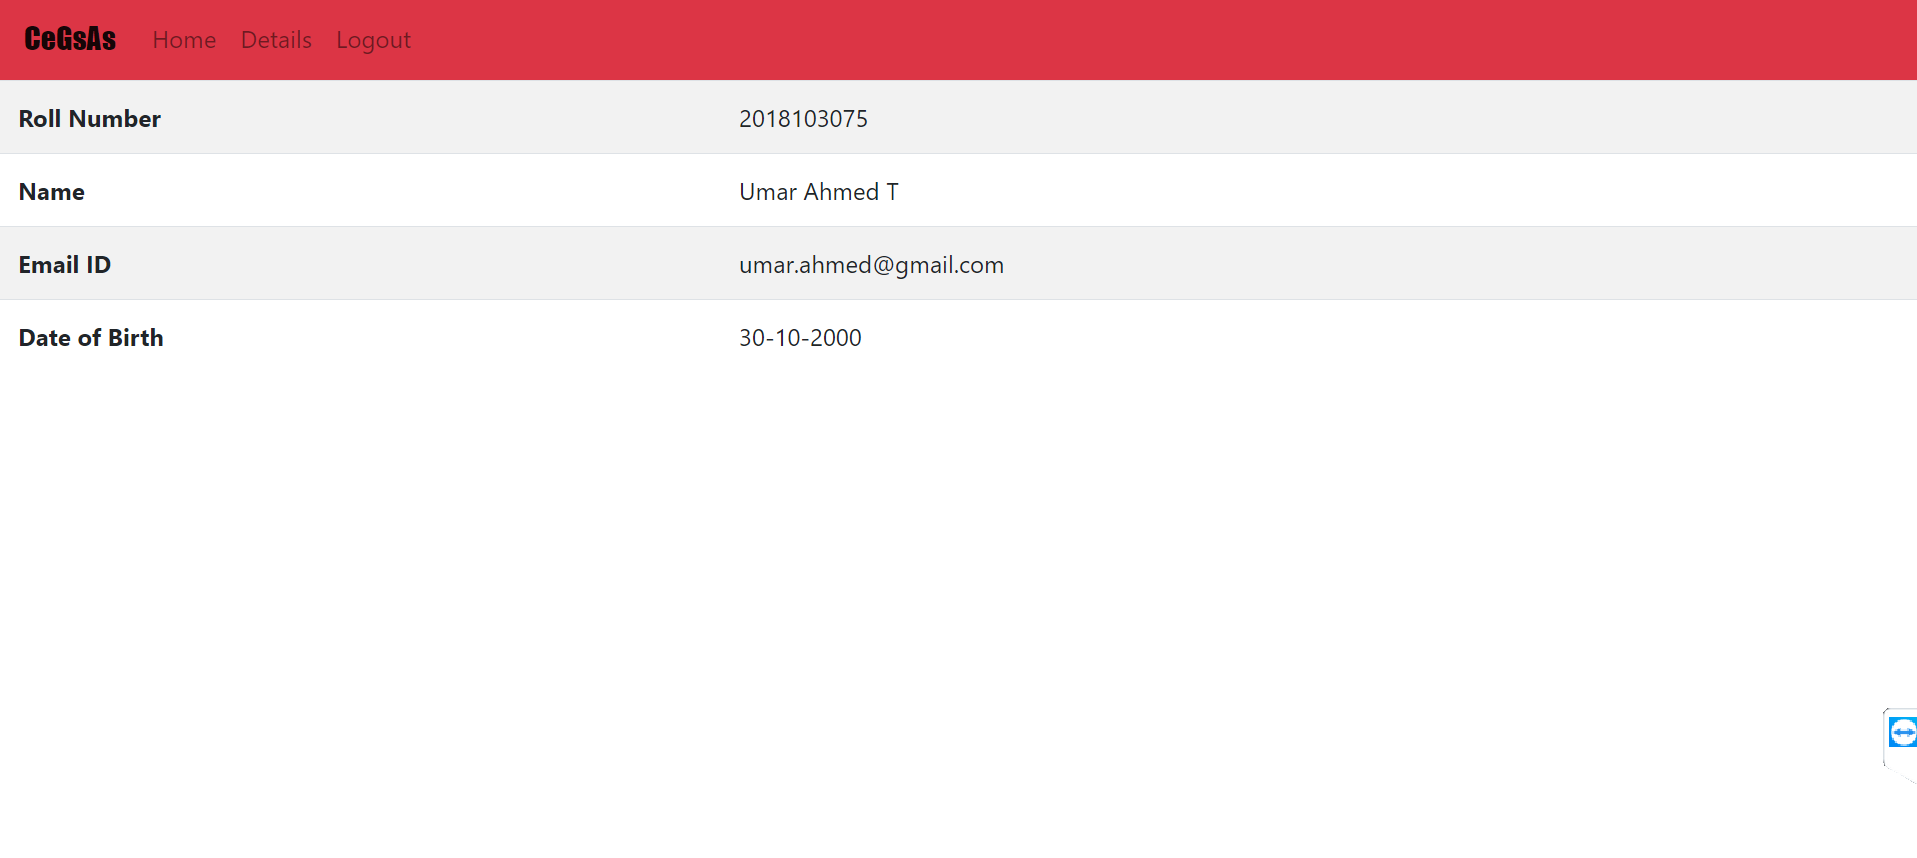 CeGsAs Home Details Logout
Roll Number 2018103075
Name Umar Ahmed T
Email ID umar.ahmed@gmail.com
Date of Birth 30-10-2000